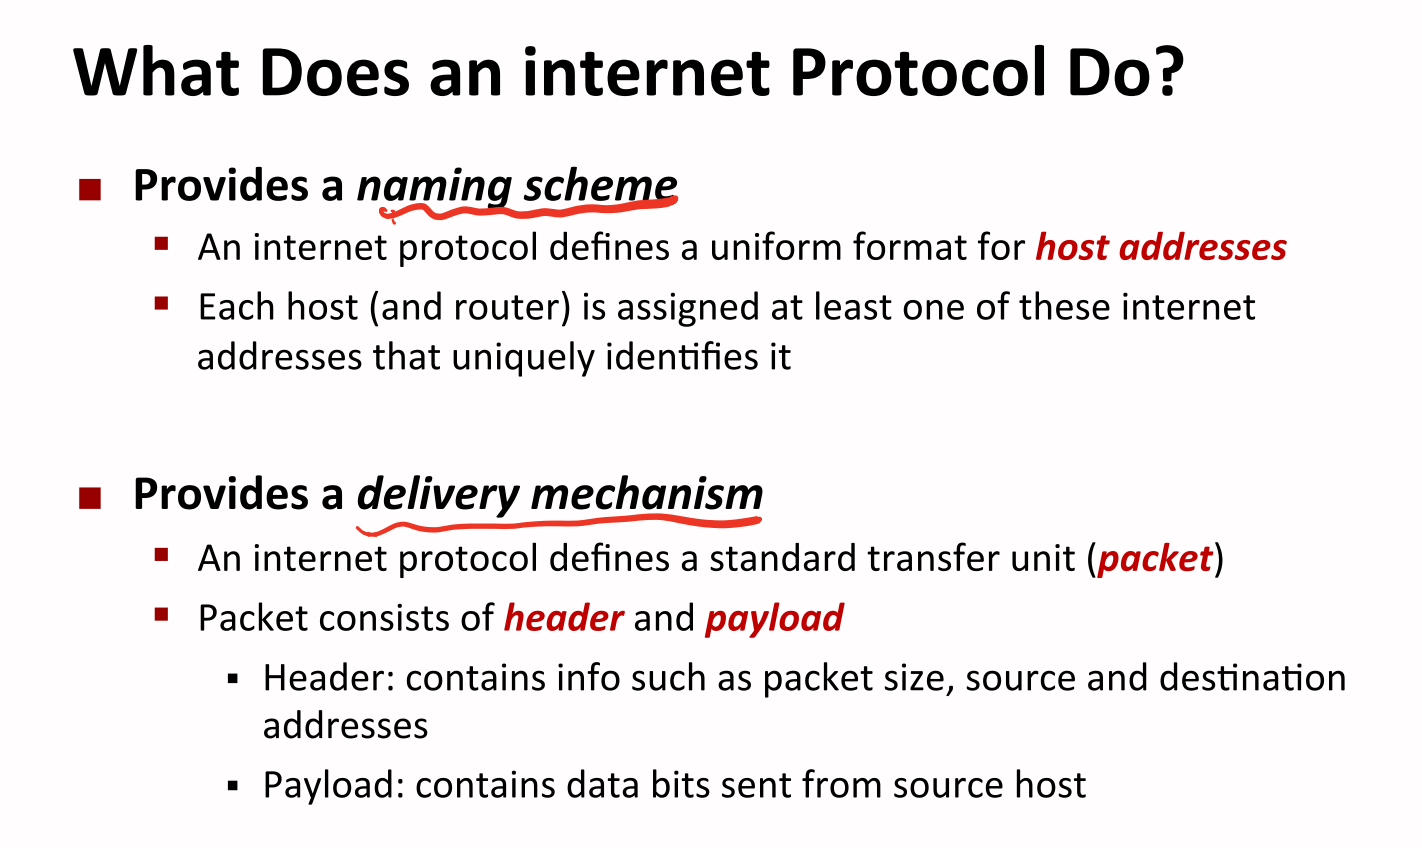 What Does an internet Protocol Do?
■ Provides a naming scheme
▪ An internet protocol defines a uniform format for host addresses
▪ Each host (and router) is assigned at least one of these internet
addresses that uniquely identifies it
■ Provides a delivery mechanism
▪ An internet protocol defines a standard transfer unit (packet)
▪ Packet consists of header and payload
▪ Header: contains info such as packet size, source and destination
addresses
▪ Payload: contains data bits sent from source host